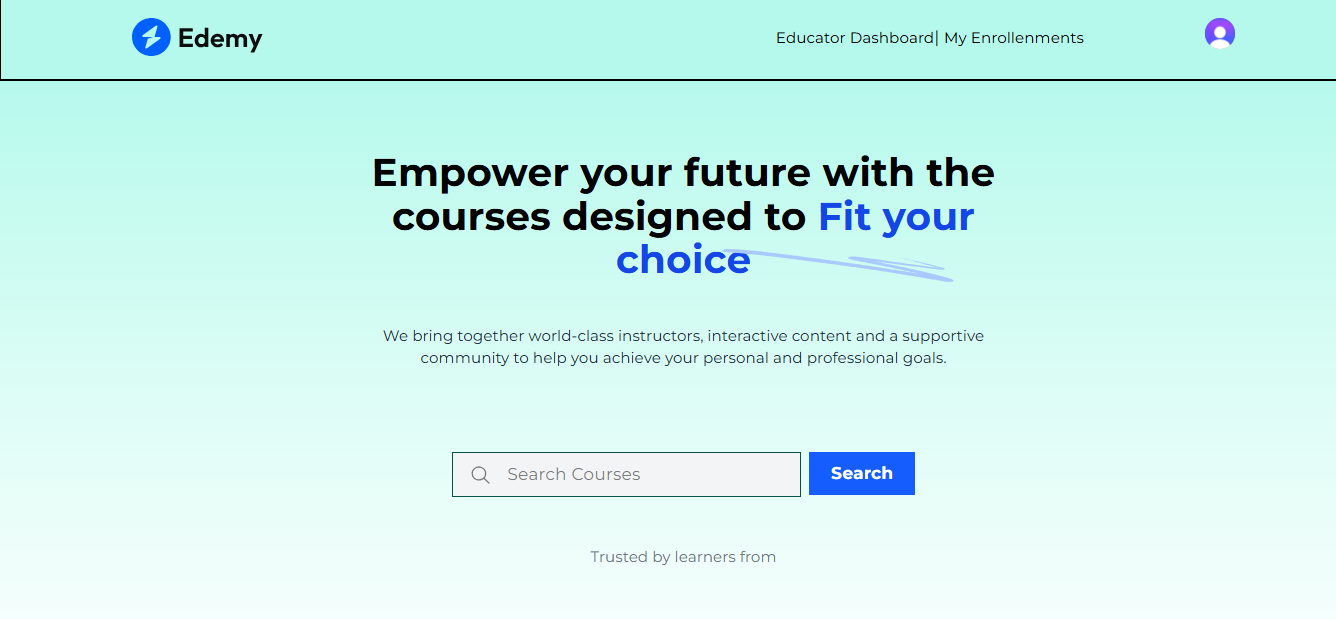 Edemy
Educator Dashboard| My Enrollenments
Empower your future with the
courses designed to Fit your
choice
We bring together world-class instructors, interactive content and a supportive
community to help you achieve your personal and professional goals.
Search Courses
Search
Trusted by learners from